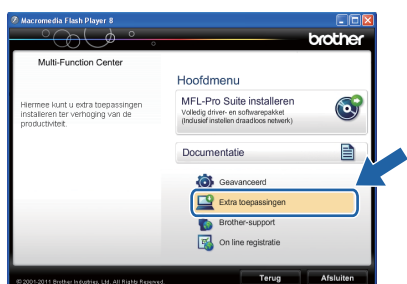 Macromedia Flash Player 8
brother
Multi-Function Center
Hoofdmenu
Hiermee kunt u extra toepassingen
installeren ter verhoging van de
productiviteit.
MFL-Pro Suite installeren
Volledig driver- en softwarepakket
(Inclusief instellen draadloos netwerk)
Documentatie
Geavanceerd
Extra toepassingen
Brother-support
On line registratie
© 2001-2011 Brother Industries, Ltd. All Rights Reserved.
Terug
Afsluiten